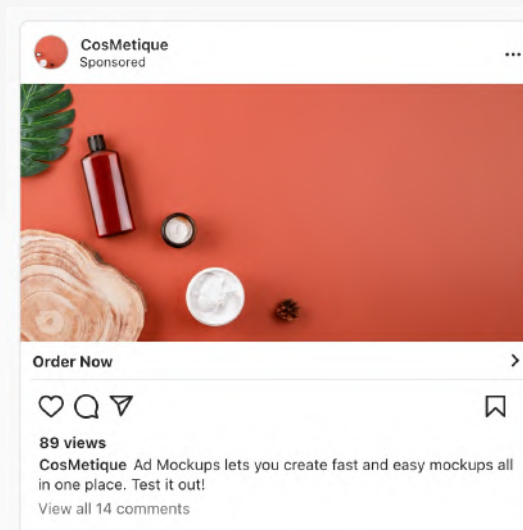 CosMetique
Sponsored
Order Now
89 views
CosMetique Ad Mockups lets you create fast and easy mockups all
in one place. Test it out!
View all 14 comments